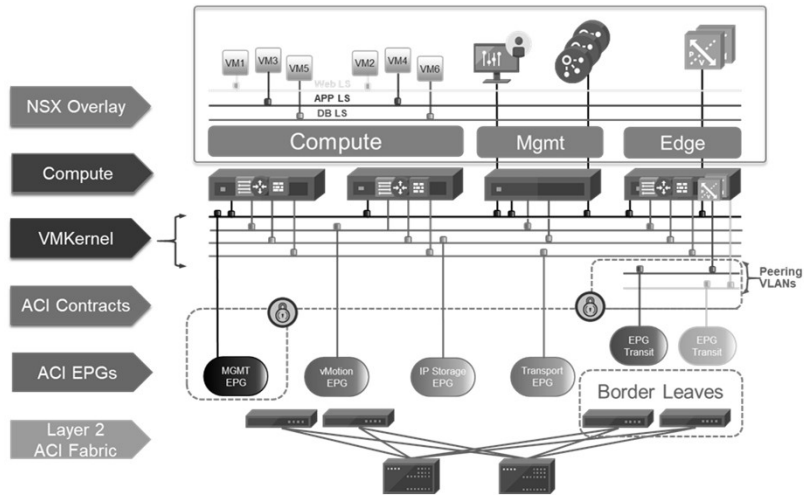 VM1
VM3
VM5
VM2
VM4
VM6
Web LS
APP LS
DB LS
NSX Overlay
Compute
Mgmt
Edge
Compute
VMKernel
Peering
VLANs
ACI Contracts
ACI EPGs
MGMT
EPG
vMotion
EPG
IP Storage
EPG
Transport
EPG
EPG
Transit
EPG
Transit
Border Leaves
Layer 2
ACI Fabric